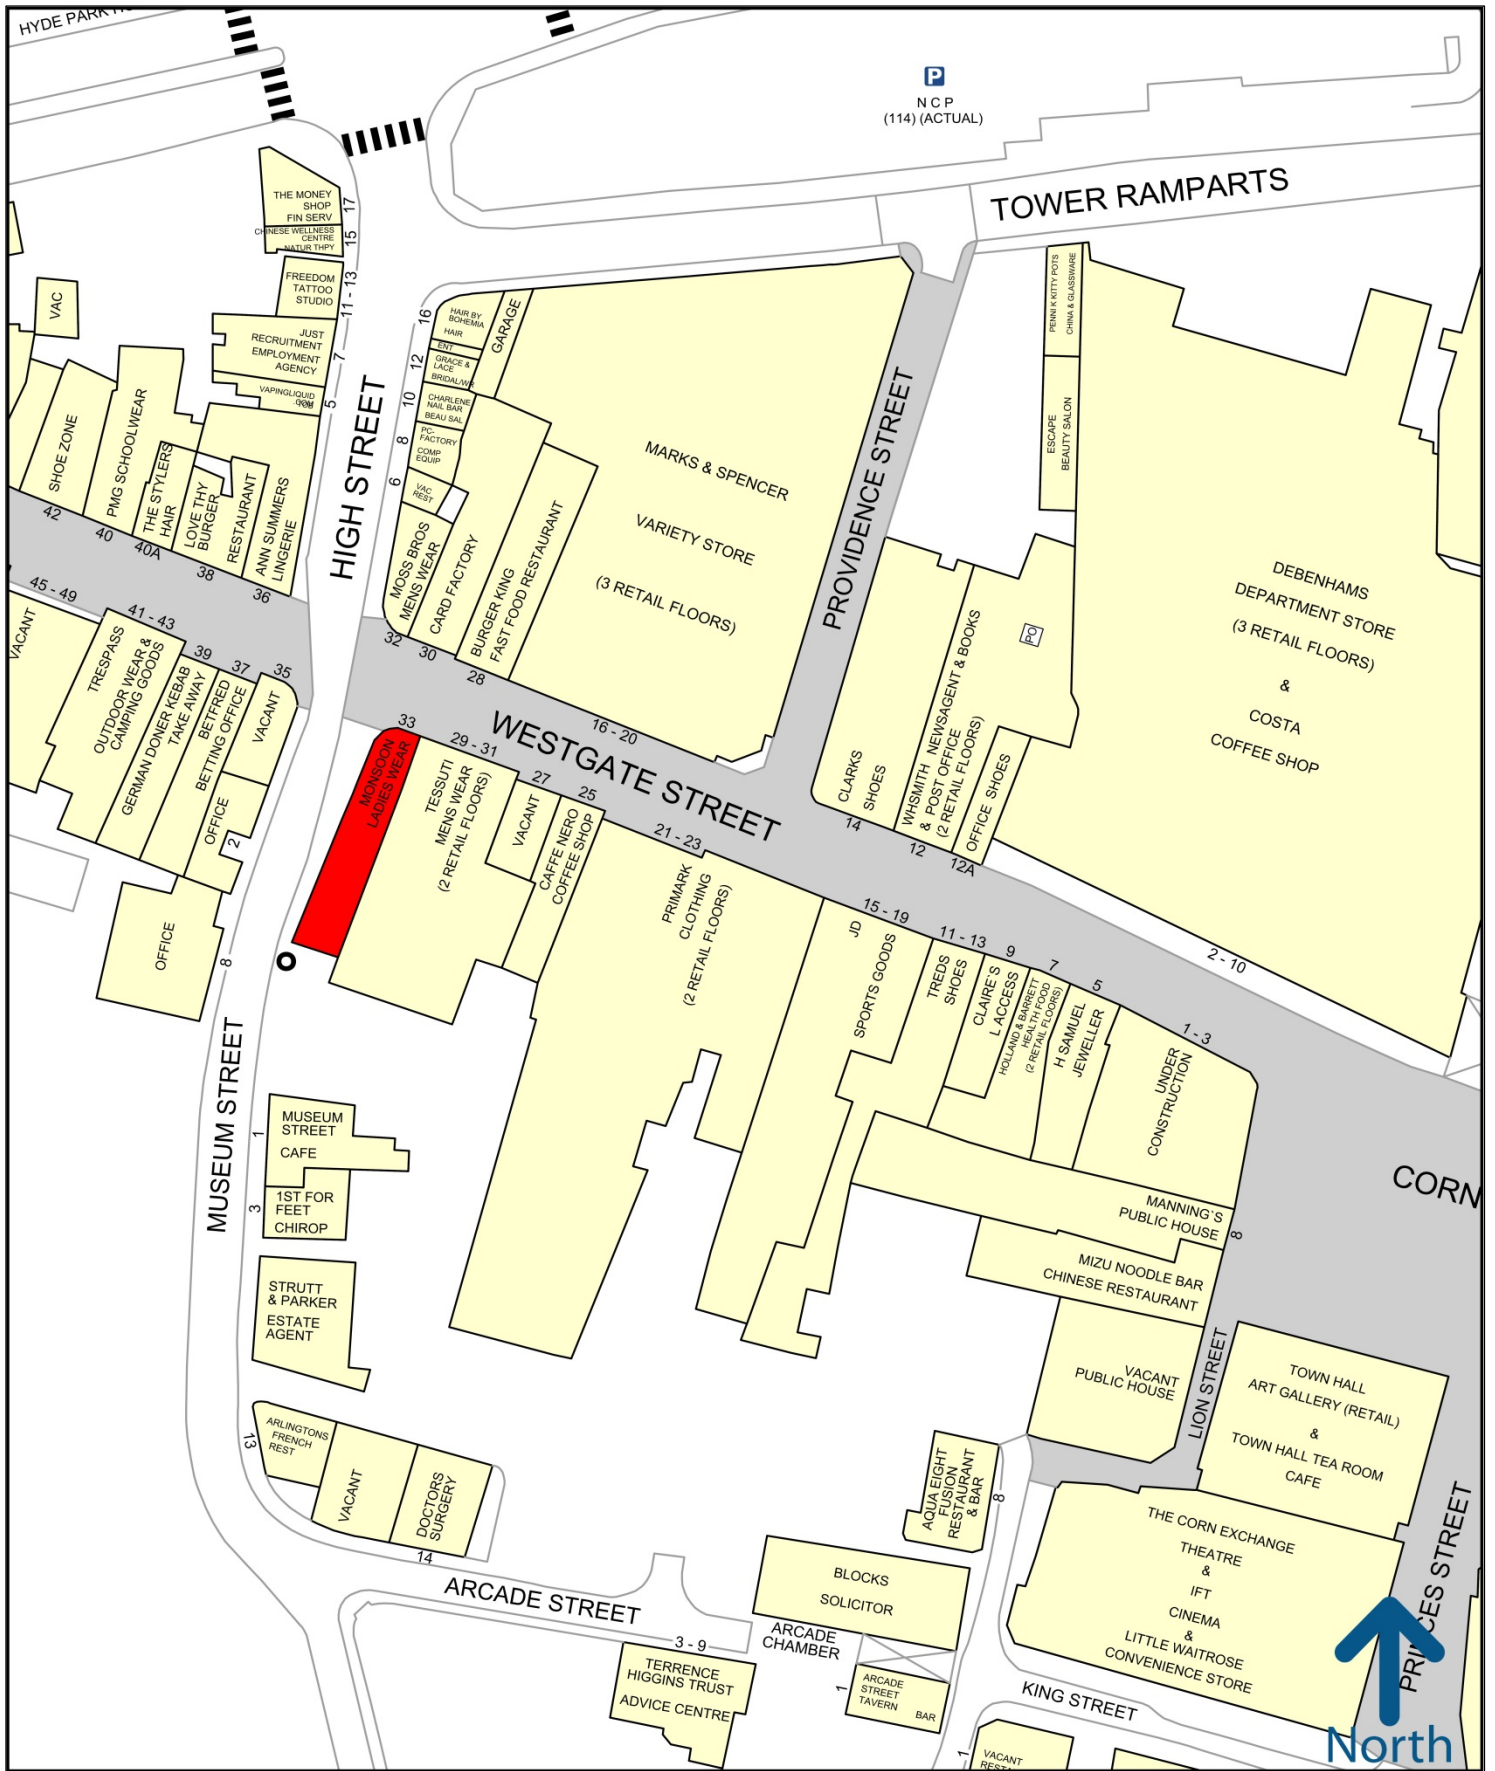 HYDE PARK
P
N C P
(114) (ACTUAL)
TOWER RAMPARTS
THE MONEY
SHOP
FIN SERV
17
CHINESE WELLNESS
CENTRE
NATUR THPY
15
FREEDOM
TATTOO
STUDIO
11 - 13
JUST
RECRUITMENT
EMPLOYMENT
AGENCY
7
VAPINGLIQUID
.COM
5
VAC
SHOE ZONE
42
PMG SCHOOLWEAR
40
THE STYLERS
HAIR
40A
LOVE THY
BURGER
38
RESTAURANT
ANN SUMMERS
LINGERIE
36
HIGH STREET
16
HAIR BY
BOHEMIA
HAIR
ENT
GARAGE
12
GRACE &
LACE
BRIDAL/WR
10
CHARLENE
NAIL BAR
BEAU SAL
8
PC-
FACTORY
COMP
EQUIP
6
VAC
REST
MOSS BROS
MENS WEAR
32
CARD FACTORY
30
BURGER KING
FAST FOOD RESTAURANT
28
MARKS & SPENCER
VARIETY STORE
(3 RETAIL FLOORS)
16 - 20
PROVIDENCE STREET
PENNI K KITTY POTS
CHINA & GLASSWARE
ESCAPE
BEAUTY SALON
CLARKS
SHOES
14
WHSMITH NEWSAGENT & BOOKS
& POST OFFICE
(2 RETAIL FLOORS)
PO
12
OFFICE SHOES
12A
DEBENHAMS
DEPARTMENT STORE
(3 RETAIL FLOORS)
&
COSTA
COFFEE SHOP
2 - 10
45 - 49
VACANT
41 - 43
TRESPASS
OUTDOOR WEAR &
CAMPING GOODS
39
GERMAN DONER KEBAB
TAKE AWAY
37
BETFRED
BETTING OFFICE
35
VACANT
OFFICE
2
OFFICE
8
WESTGATE STREET
33
MONSOON
LADIES WEAR
29 - 31
TESSUTI
MENS WEAR
(2 RETAIL FLOORS)
27
VACANT
25
CAFFE NERO
COFFEE SHOP
21 - 23
PRIMARK
CLOTHING
(2 RETAIL FLOORS)
15 - 19
JD
SPORTS GOODS
11 - 13
TREDS
SHOES
9
CLAIRE`S
L ACCESS
7
HOLLAND & BARRETT
HEALTH FOOD
(2 RETAIL FLOORS)
5
H SAMUEL
JEWELLER
1 - 3
UNDER
CONSTRUCTION
CORN
MUSEUM STREET
1
MUSEUM
STREET
CAFE
3
1ST FOR
FEET
CHIROP
STRUTT
& PARKER
ESTATE
AGENT
13
ARLINGTONS
FRENCH
REST
VACANT
DOCTORS
SURGERY
14
MANNING`S
PUBLIC HOUSE
8
MIZU NOODLE BAR
CHINESE RESTAURANT
VACANT
PUBLIC HOUSE
LION STREET
TOWN HALL
ART GALLERY (RETAIL)
&
TOWN HALL TEA ROOM
CAFE
AQUA EIGHT
FUSION
RESTAURANT
& BAR
8
THE CORN EXCHANGE
THEATRE
&
IFT
CINEMA
&
LITTLE WAITROSE
CONVENIENCE STORE
PRINCES STREET
ARCADE STREET
BLOCKS
SOLICITOR
ARCADE
CHAMBER
3 - 9
TERRENCE
HIGGINS TRUST
ADVICE CENTRE
1
ARCADE
STREET
TAVERN
BAR
KING STREET
1
VACANT
North